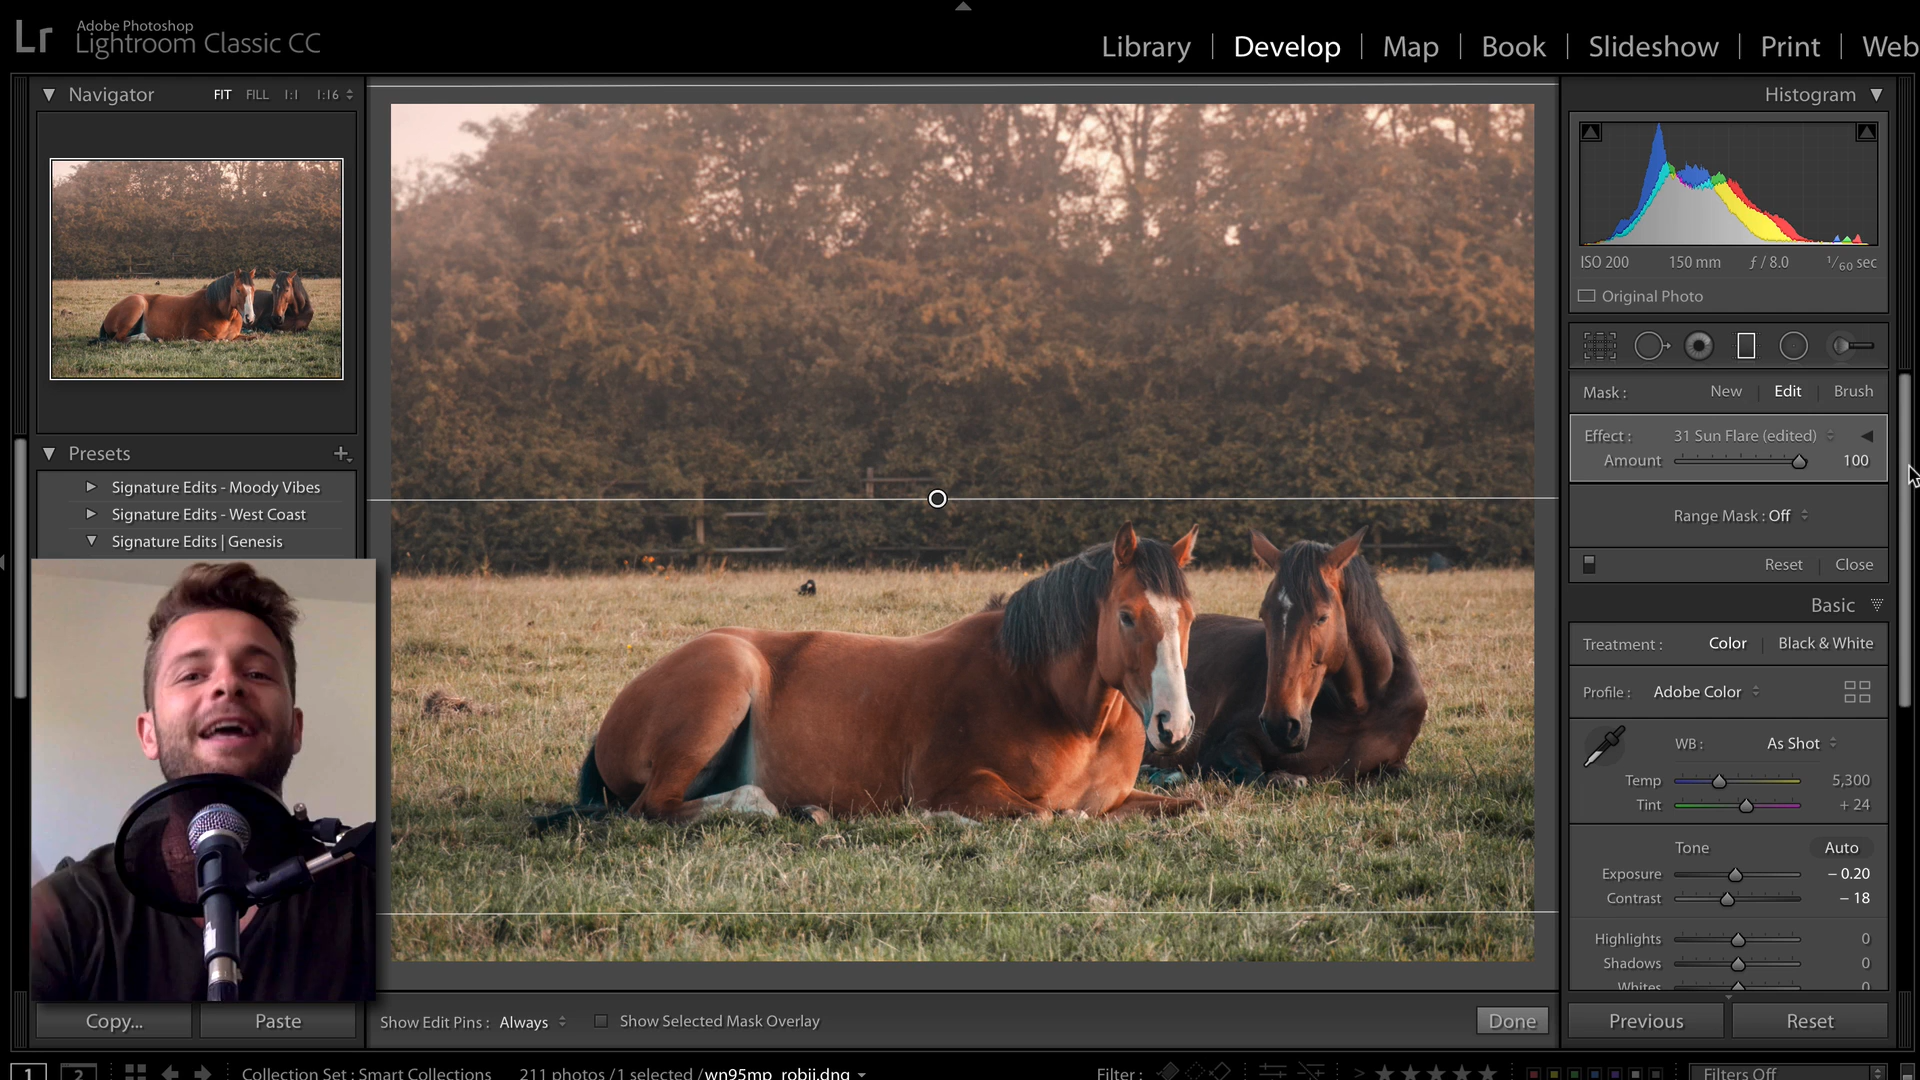 Lr
Adobe Photoshop
Lightroom Classic CC
Library | Develop | Map | Book | Slideshow | Print | Web
Navigator FIT FILL 1:1 1:16
Presets
Signature Edits - Moody Vibes
Signature Edits - West Coast
Signature Edits | Genesis
Copy...
Paste
Show Edit Pins : Always
Show Selected Mask Overlay
Done
Histogram
ISO 200 150 mm ƒ / 8.0 1/60 sec
Original Photo
Mask : New | Edit | Brush
Effect : 31 Sun Flare (edited)
Amount 100
Range Mask : Off
Reset | Close
Basic
Treatment : Color | Black & White
Profile : Adobe Color
WB : As Shot
Temp 5,300
Tint + 24
Tone Auto
Exposure − 0.20
Contrast − 18
Highlights 0
Shadows 0
Whites 0
Previous
Reset
1 2 Collection Set : Smart Collections 211 photos / 1 selected / wn95mp_robii.dng
Filter :
Filters Off